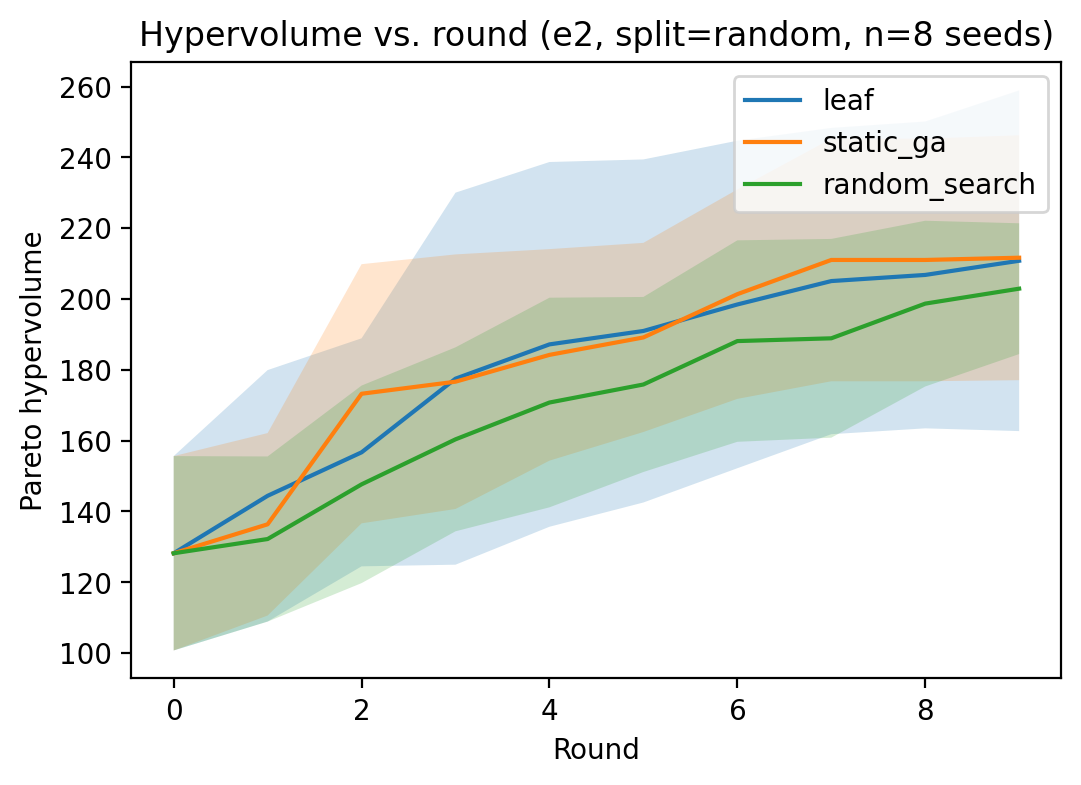 Hypervolume vs. round (e2, split=random, n=8 seeds)
260
240
220
200
180
160
140
120
100
Pareto hypervolume
leaf
static_ga
random_search
0
2
4
6
8
Round